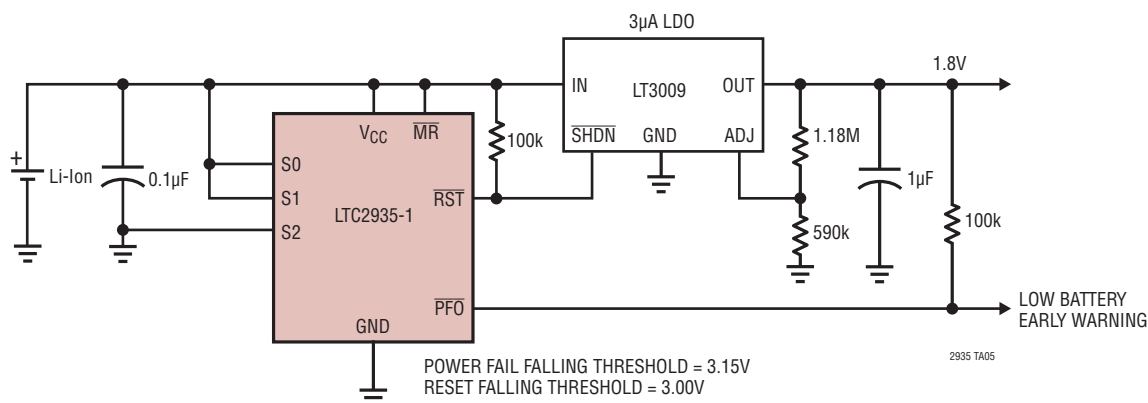 3µA LDO
1.8V
IN
LT3009
OUT
SHDN
GND
ADJ
VCC
MR
100k
1.18M
+
Li-Ion
0.1µF
S0
S1
S2
LTC2935-1
RST
1µF
590k
100k
PFO
GND
LOW BATTERY
EARLY WARNING
POWER FAIL FALLING THRESHOLD = 3.15V
RESET FALLING THRESHOLD = 3.00V
2935 TA05